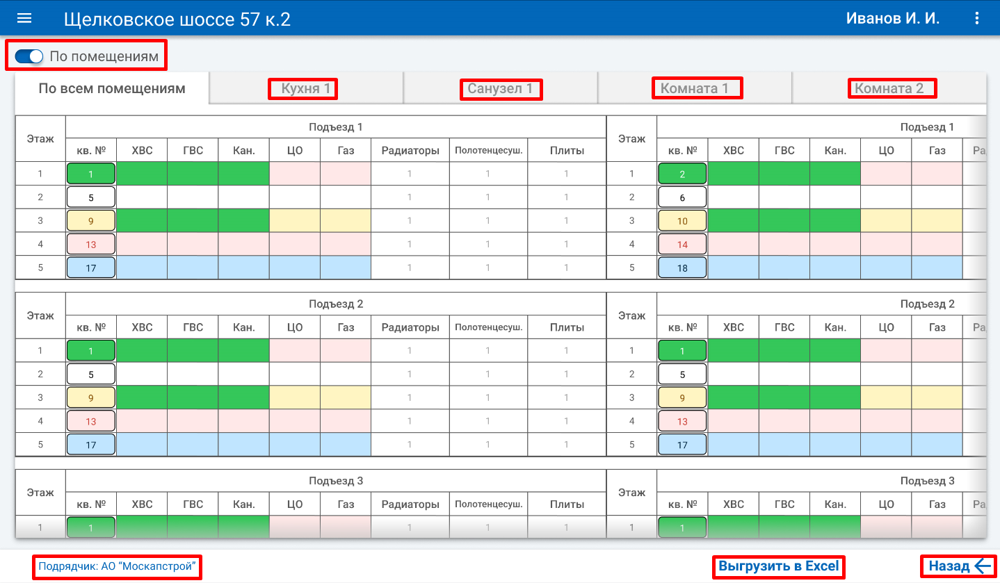 Щелковское шоссе 57 к.2 Иванов И. И.
По помещениям
По всем помещениям Кухня 1 Санузел 1 Комната 1 Комната 2
Этаж Подъезд 1 Этаж Подъезд 1
кв. № ХВС ГВС Кан. ЦО Газ Радиаторы Полотенцесуш. Плиты кв. № ХВС ГВС Кан. ЦО Газ
1 1 1 1 1 1 2
2 5 1 1 1 2 6
3 9 1 1 1 3 10
4 13 1 1 1 4 14
5 17 1 1 1 5 18
Этаж Подъезд 2 Этаж Подъезд 2
кв. № ХВС ГВС Кан. ЦО Газ Радиаторы Полотенцесуш. Плиты кв. № ХВС ГВС Кан. ЦО Газ
1 1 1 1 1 1 1
2 5 1 1 1 2 5
3 9 1 1 1 3 9
4 13 1 1 1 4 13
5 17 1 1 1 5 17
Этаж Подъезд 3 Этаж Подъезд 3
кв. № ХВС ГВС Кан. ЦО Газ Радиаторы Полотенцесуш. Плиты кв. № ХВС ГВС Кан. ЦО Газ
1 1 1 1 1 1 1
Подрядчик: АО “Москапстрой” Выгрузить в Excel Назад